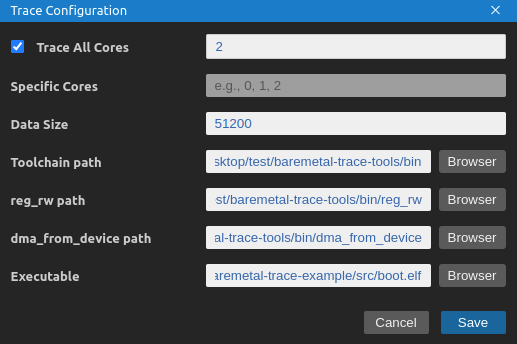 Trace Configuration
Trace All Cores 2
Specific Cores e.g., 0, 1, 2
Data Size 51200
Toolchain path sktop/test/baremetal-trace-tools/bin Browser
reg_rw path est/baremetal-trace-tools/bin/reg_rw Browser
dma_from_device path al-trace-tools/bin/dma_from_device Browser
Executable aremetal-trace-example/src/boot.elf Browser
Cancel Save